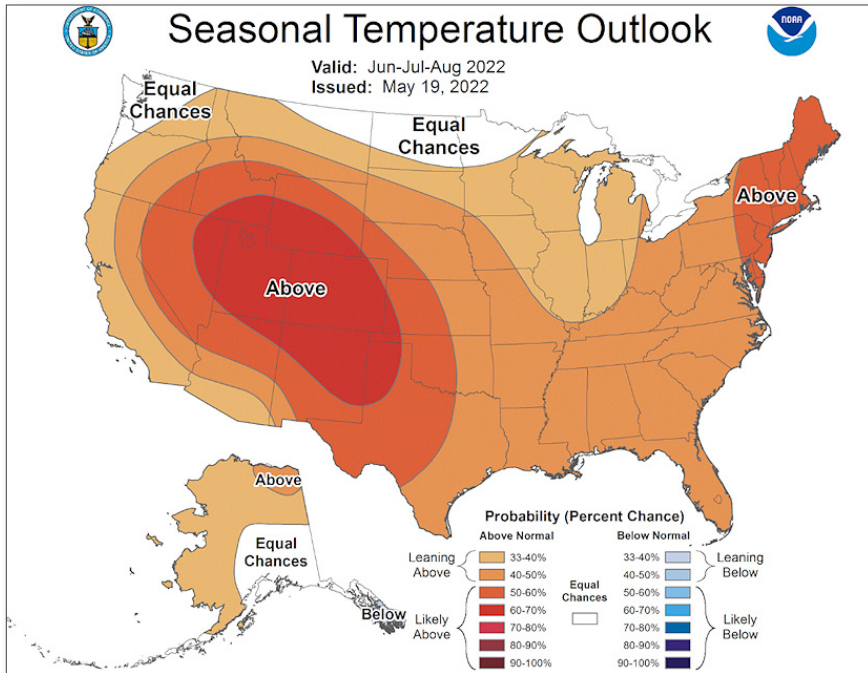 Seasonal Temperature Outlook
NOAA
Valid: Jun-Jul-Aug 2022
Issued: May 19, 2022
Equal
Chances
Equal
Chances
Above
Above
Above
Equal
Chances
Below
Probability (Percent Chance)
Above Normal
Below Normal
Leaning
Above
33-40%
40-50%
Likely
Above
50-60%
60-70%
70-80%
80-90%
90-100%
Equal
Chances
33-40%
40-50%
Leaning
Below
50-60%
60-70%
70-80%
80-90%
90-100%
Likely
Below